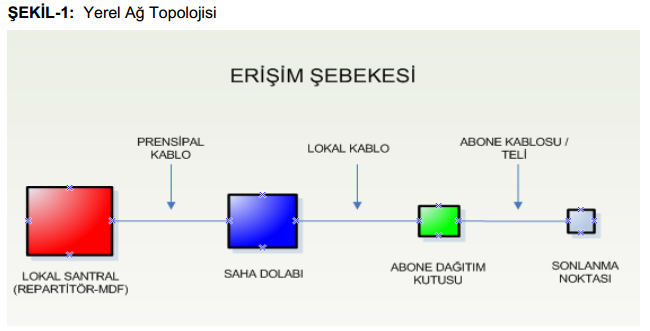 ŞEKİL-1: Yerel Ağ Topolojisi
ERİŞİM ŞEBEKESİ
PRENSİPAL
KABLO
LOKAL KABLO
ABONE KABLOSU /
TELİ
LOKAL SANTRAL
(REPARTİTÖR-MDF)
SAHA DOLABI
ABONE DAĞITIM
KUTUSU
SONLANMA
NOKTASI